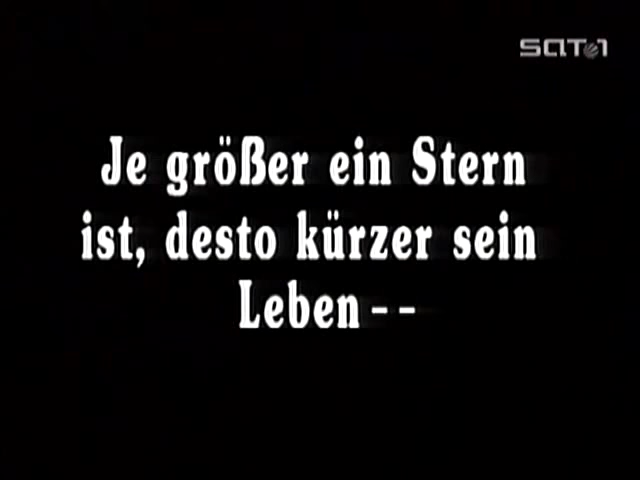 SAT1
Je größer ein Stern
ist, desto kürzer sein
Leben--